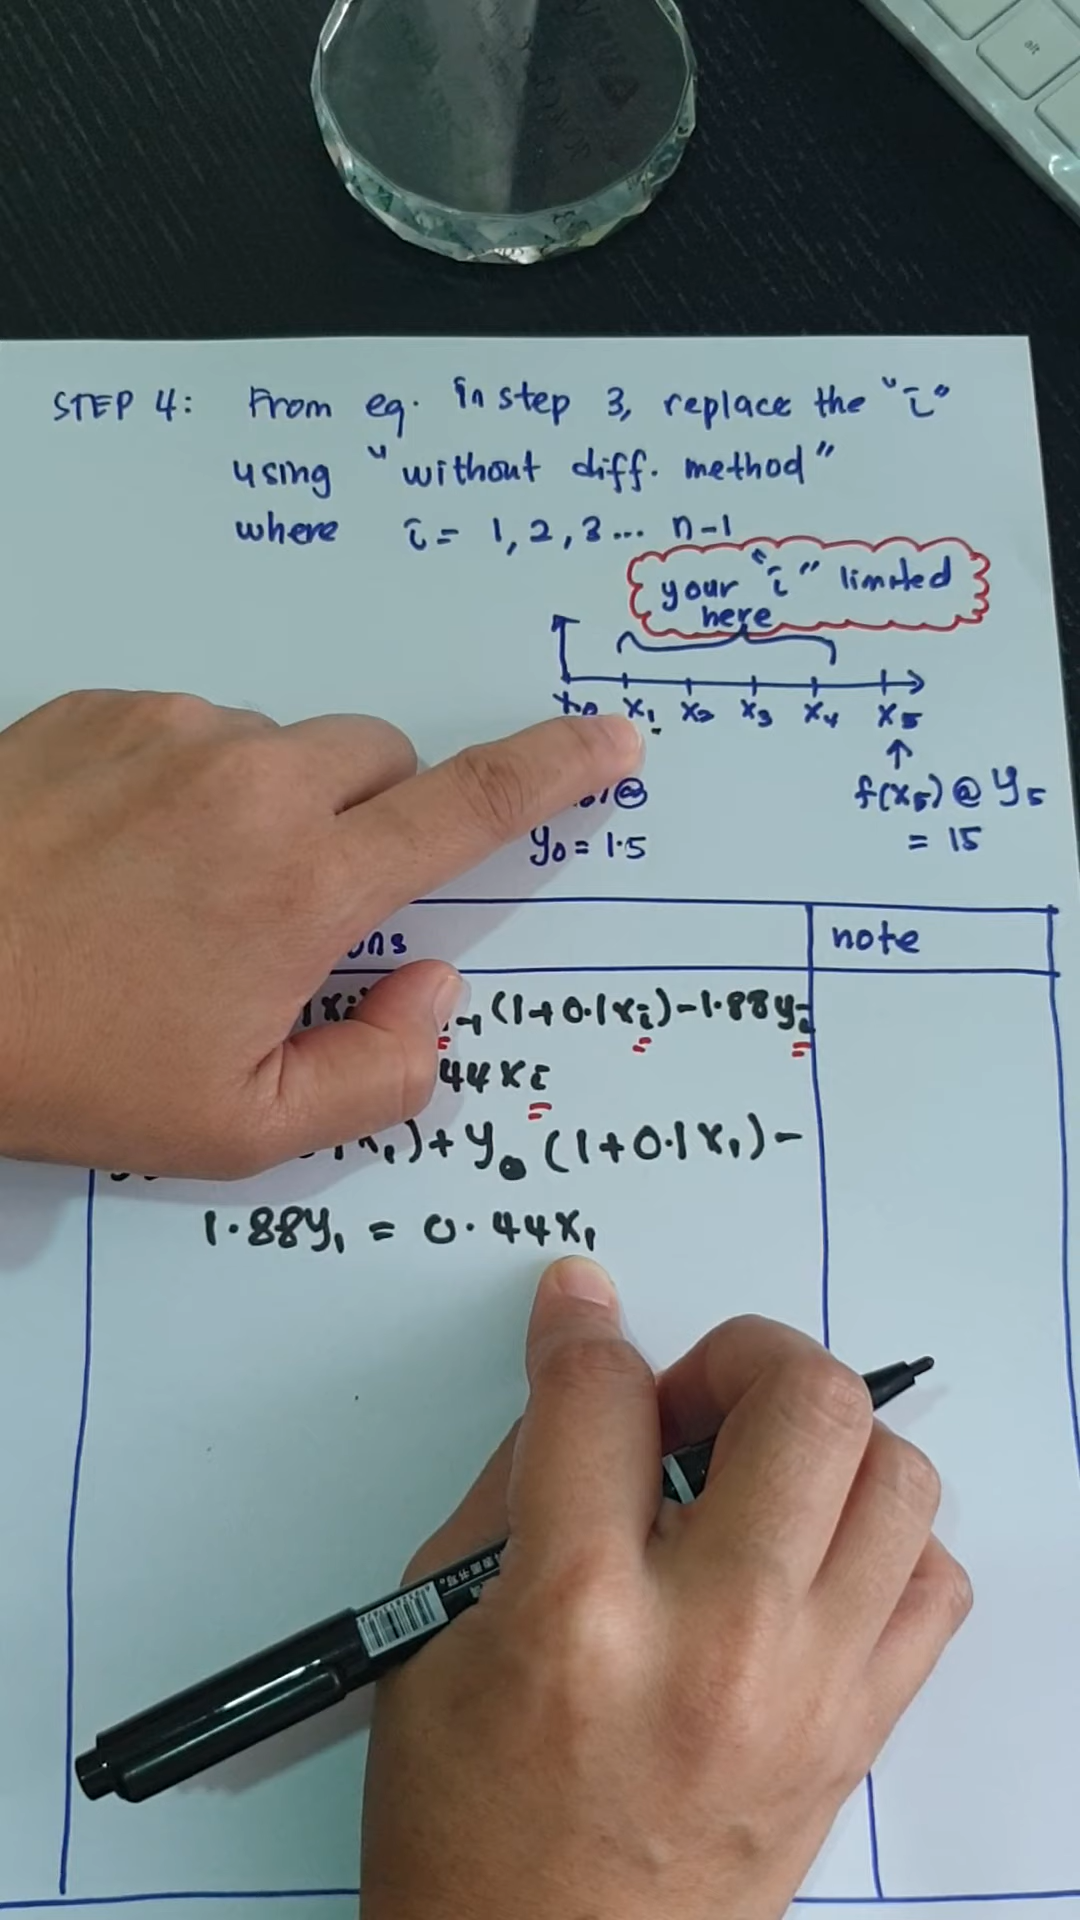 STEP 4: From eq. in step 3, replace the "i"
using "without diff. method"
where i = 1, 2, 3... n-1
your "i" limited
here
x0 x1 x2 x3 x4 x5
f(x5) @ y5
y0 = 1.5 = 15
note
(1+0.1xi)-1.88yi
44xi
)+y0 (1+0.1x1)-
1.88y1 = 0.44x1
alt